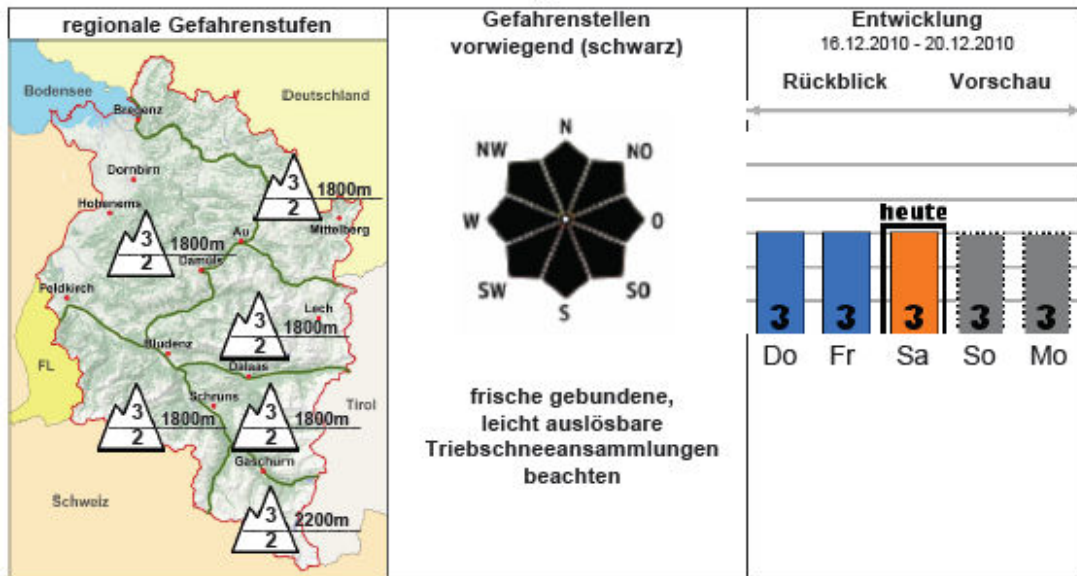 regionale Gefahrenstufen
Bodensee
Deutschland
Bregenz
Dornbirn
3
2
1800m
Hohenems
Mittelberg
3
2
1800m
Au
Damüls
Feldkirch
Lech
3
2
1800m
Bludenz
FL
Dalaas
Schruns
Tirol
3
2
1800m
3
2
1800m
Gaschurn
Schweiz
3
2
2200m
Gefahrenstellen
vorwiegend (schwarz)
N
NW
NO
W
O
SW
SO
S
frische gebundene,
leicht auslösbare
Triebschneeansammlungen
beachten
Entwicklung
16.12.2010 - 20.12.2010
Rückblick Vorschau
heute
3 3 3 3 3
Do Fr Sa So Mo